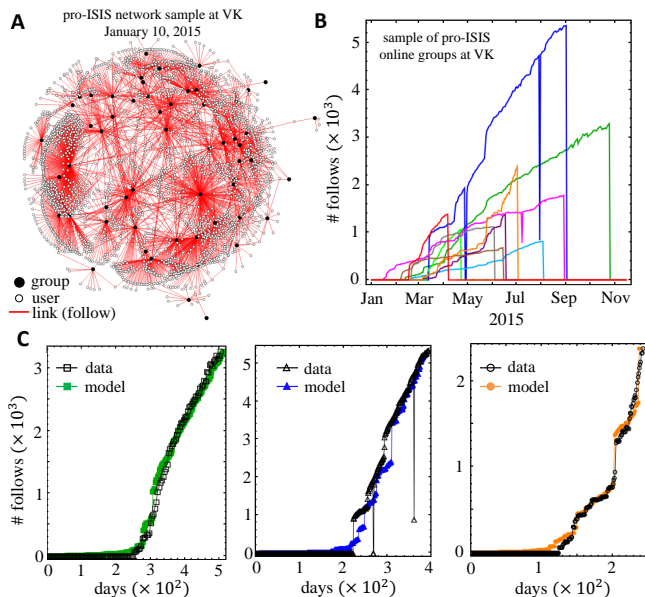 A
pro-ISIS network sample at VK
January 10, 2015
group
user
link (follow)
B
sample of pro-ISIS
online groups at VK
# follows (× 10³)
5
4
3
2
1
0
Jan Mar May Jul Sep Nov
2015
C
# follows (× 10³)
data
model
3
2
1
0
0 1 2 3 4 5
days (× 10²)
data
model
5
4
3
2
1
0
0 1 2 3 4
days (× 10²)
data
model
2
1
0
0 1 2
days (× 10²)